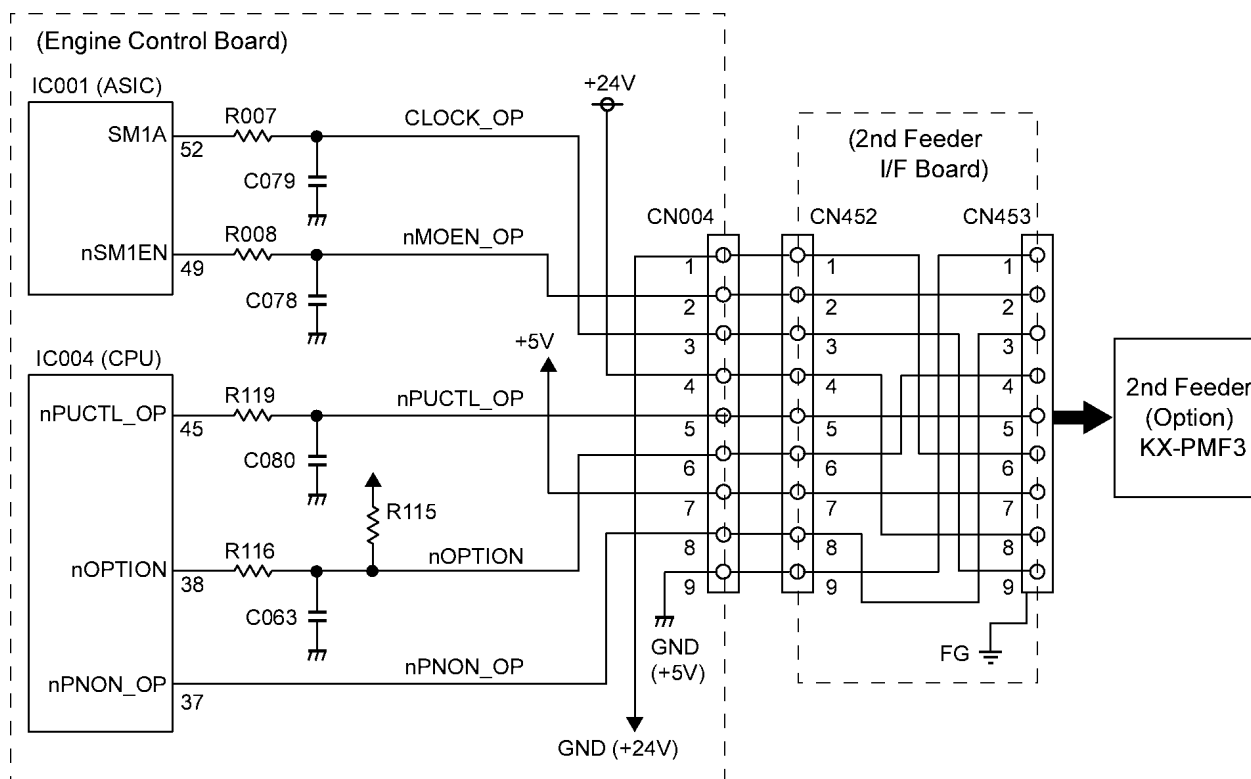 (Engine Control Board)
IC001 (ASIC)
SM1A
52
R007
CLOCK_OP
C079
nSM1EN
49
R008
nMOEN_OP
C078
+24V
+5V
IC004 (CPU)
nPUCTL_OP
45
R119
nPUCTL_OP
C080
R115
nOPTION
38
R116
nOPTION
C063
nPNON_OP
37
nPNON_OP
GND
(+5V)
GND (+24V)
CN004
1
2
3
4
5
6
7
8
9
(2nd Feeder
I/F Board)
CN452
1
2
3
4
5
6
7
8
9
CN453
1
2
3
4
5
6
7
8
9
FG
2nd Feeder
(Option)
KX-PMF3